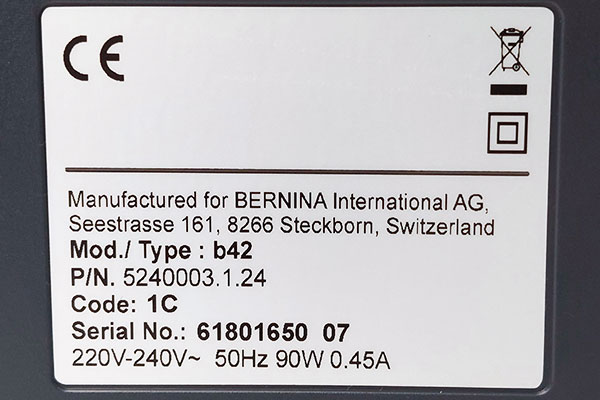 CE
Manufactured for BERNINA International AG,
Seestrasse 161, 8266 Steckborn, Switzerland
Mod./ Type : b42
P/N. 5240003.1.24
Code: 1C
Serial No.: 61801650 07
220V-240V~ 50Hz 90W 0.45A